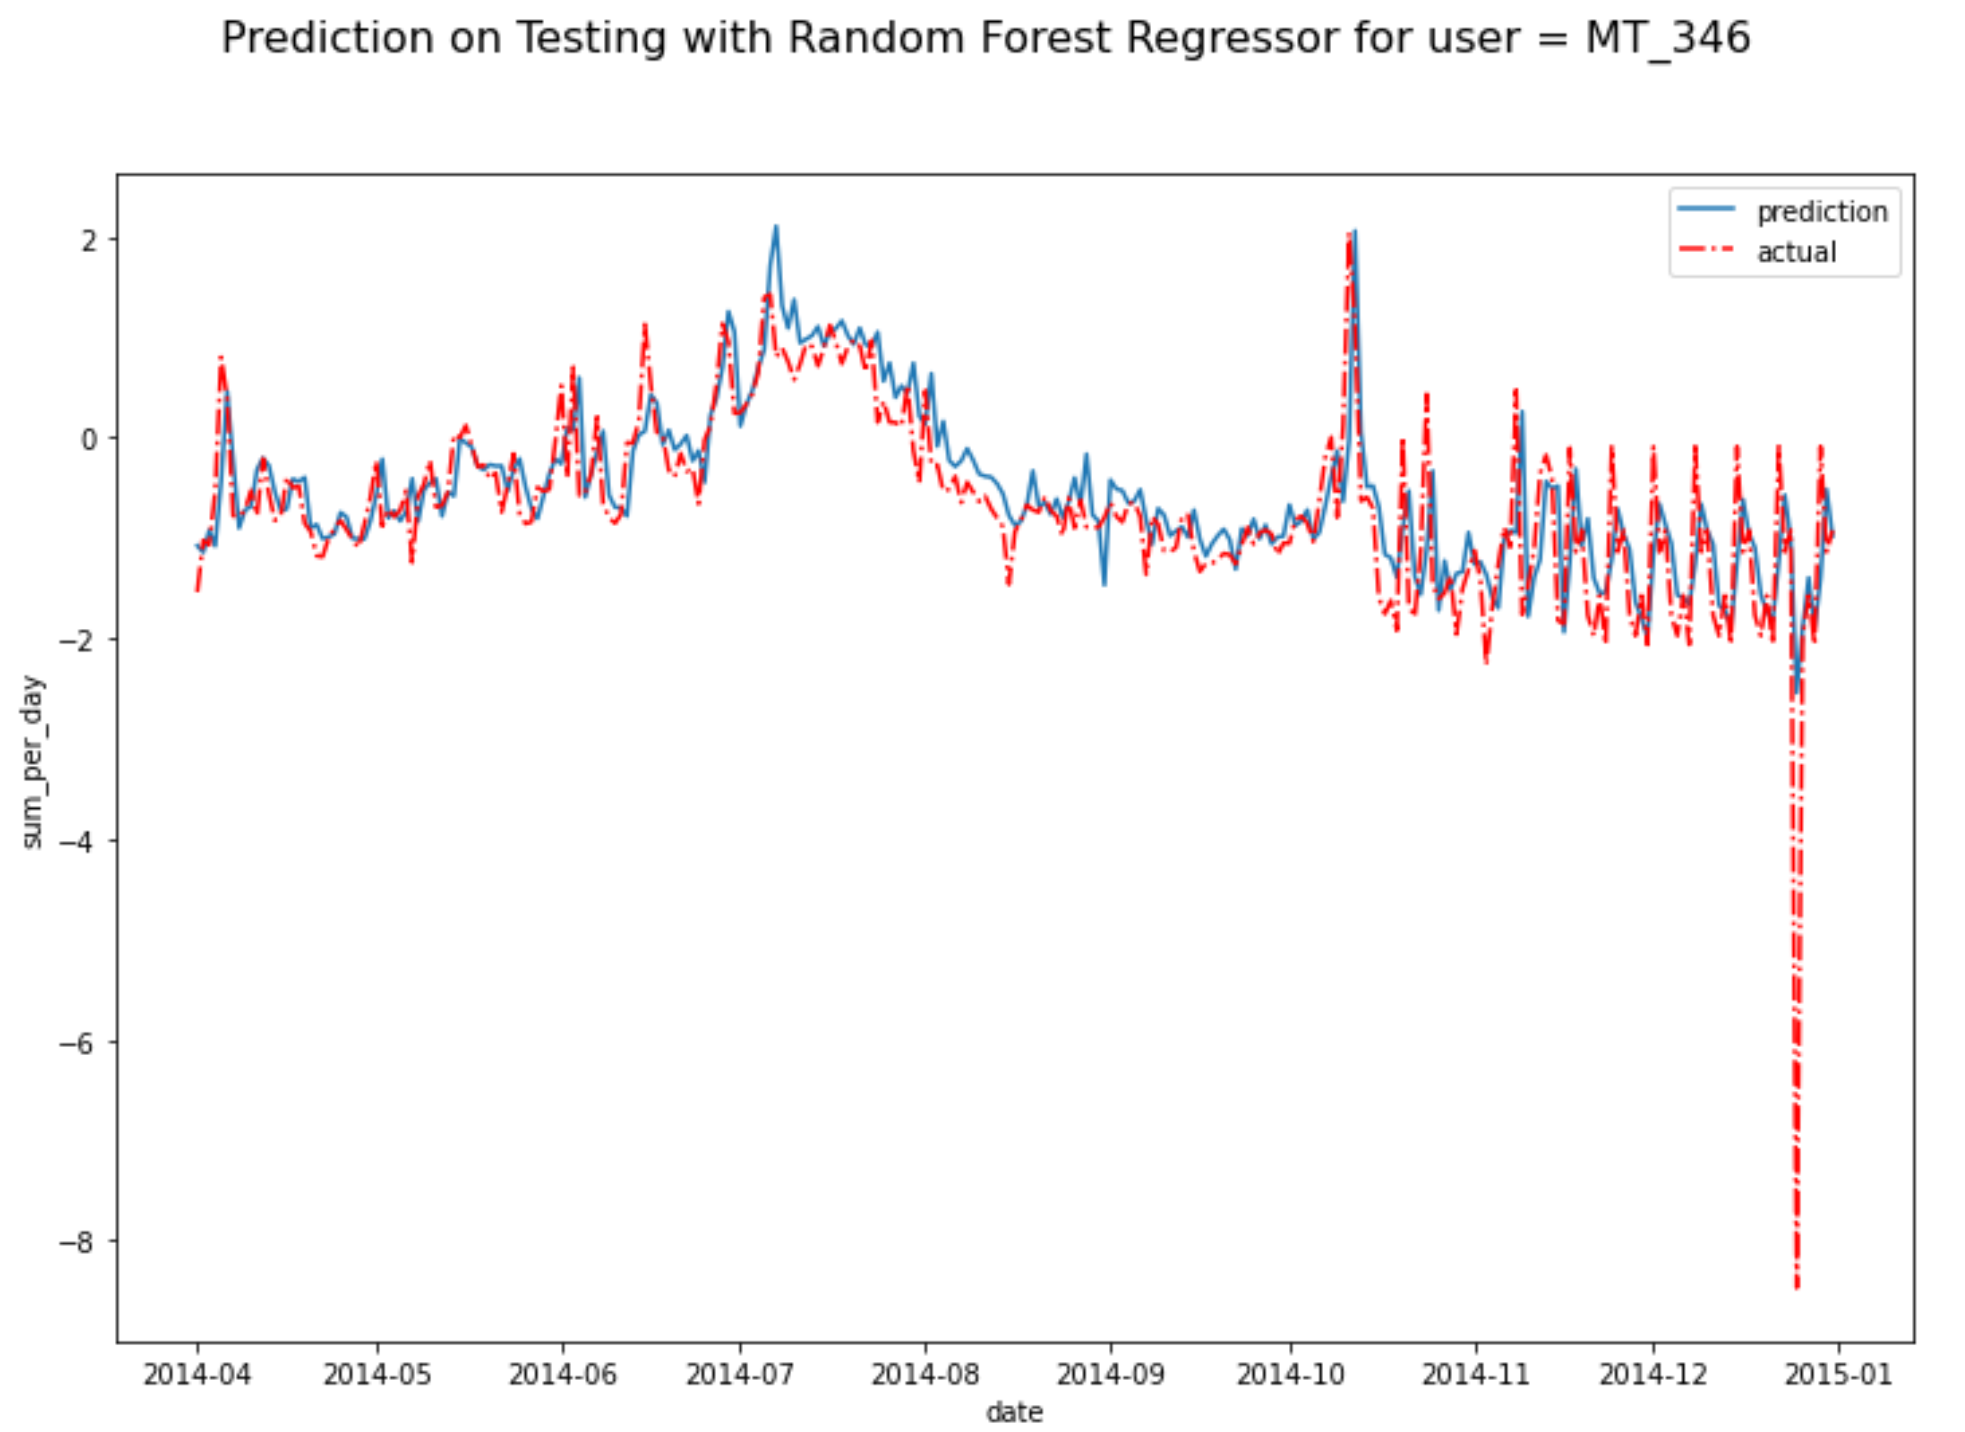 Prediction on Testing with Random Forest Regressor for user = MT_346
prediction
actual
2
0
−2
−4
−6
−8
sum_per_day
2014-04 2014-05 2014-06 2014-07 2014-08 2014-09 2014-10 2014-11 2014-12 2015-01
date